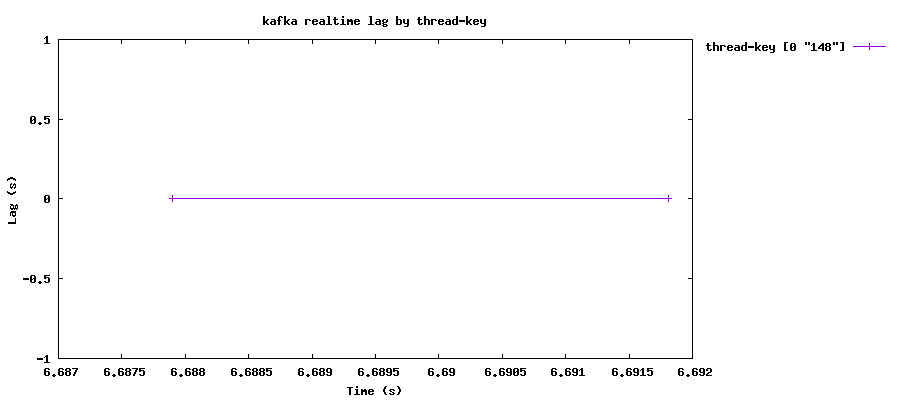 kafka realtime lag by thread-key
thread-key [0 "148"]
1
0.5
0
-0.5
-1
Lag (s)
6.687 6.6875 6.688 6.6885 6.689 6.6895 6.69 6.6905 6.691 6.6915 6.692
Time (s)